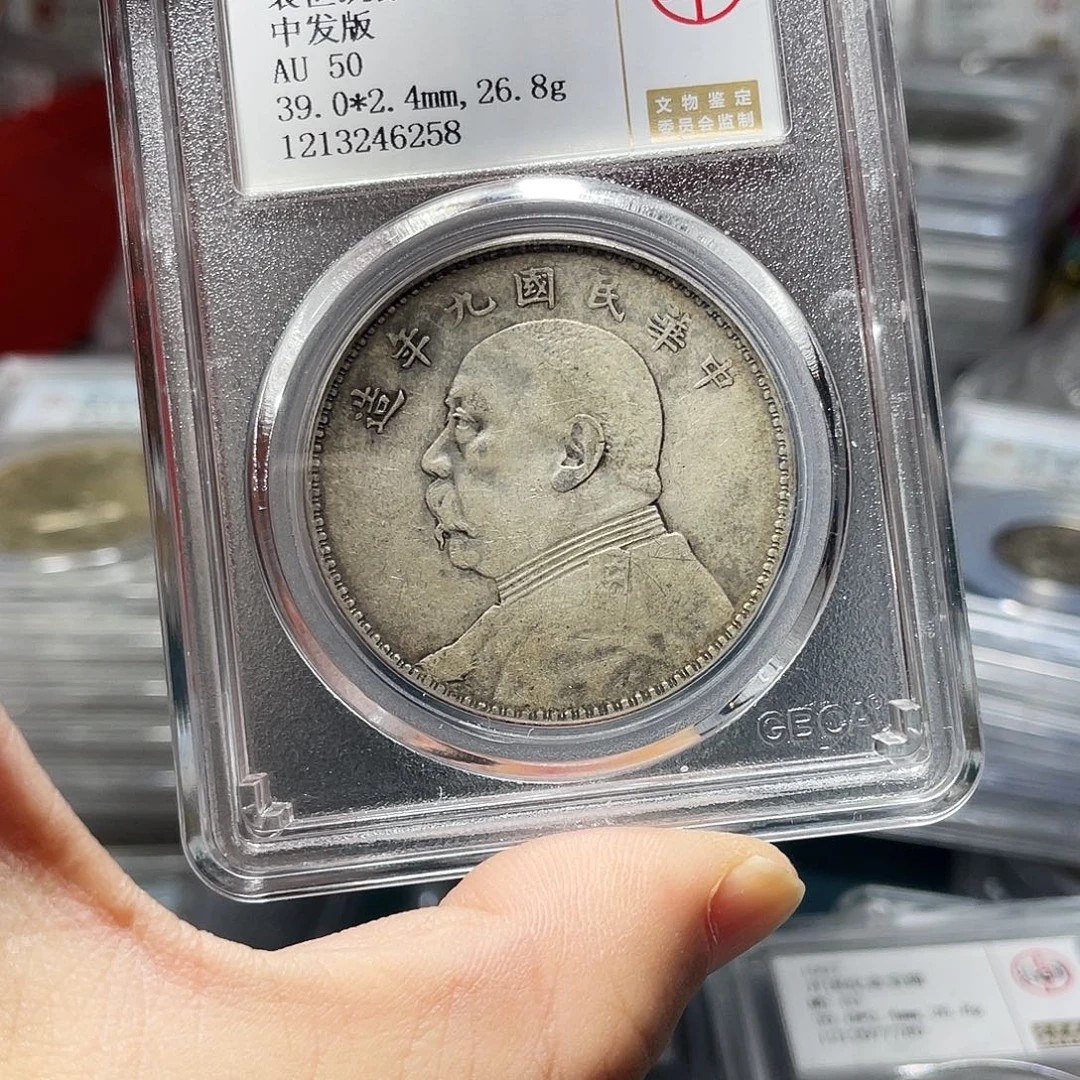 中发版
AU 50
39.0*2.4mm, 26.8g
1213246258
文物鉴定
委员会监制
造年九國民華中
GBCA